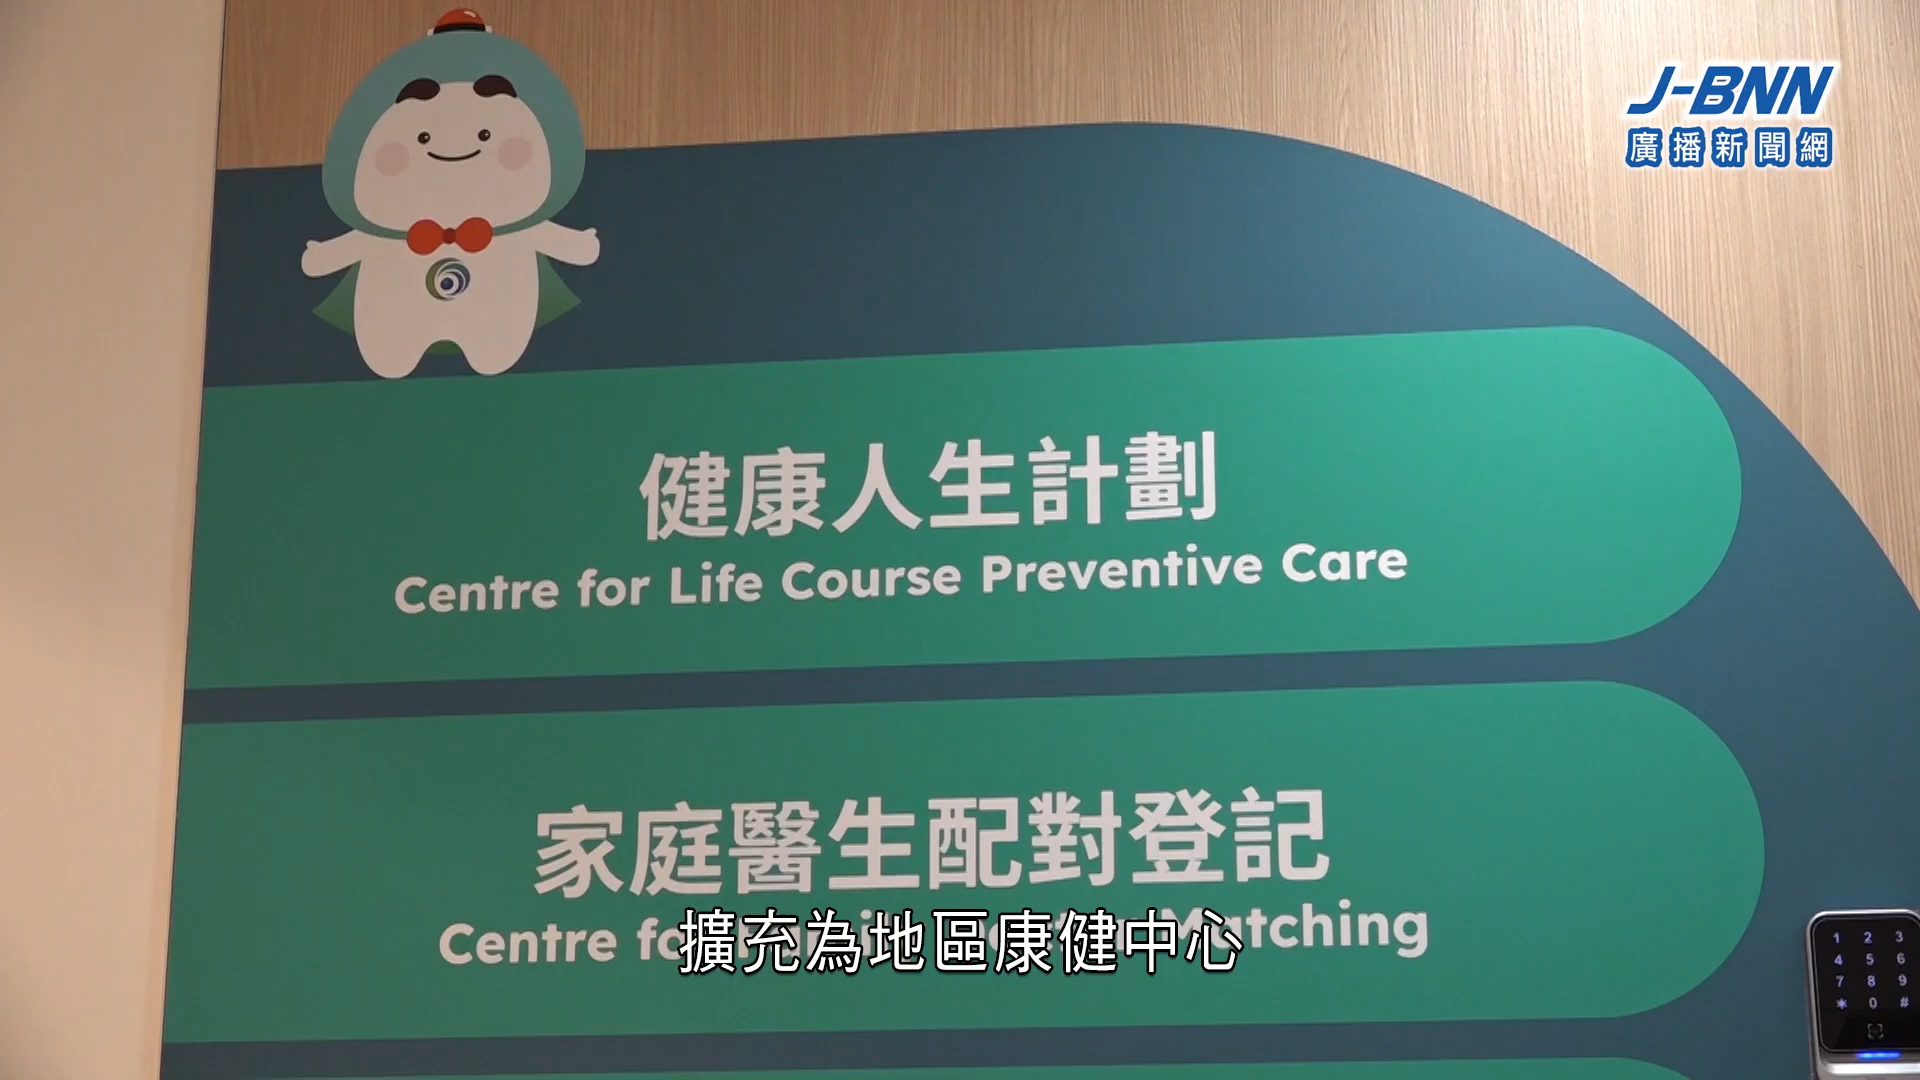 J-BNN
廣播新聞網
健康人生計劃
Centre for Life Course Preventive Care
家庭醫生配對登記
Centre for Matching
擴充為地區康健中心
1 2 3
4 5 6
7 8 9
* 0 #